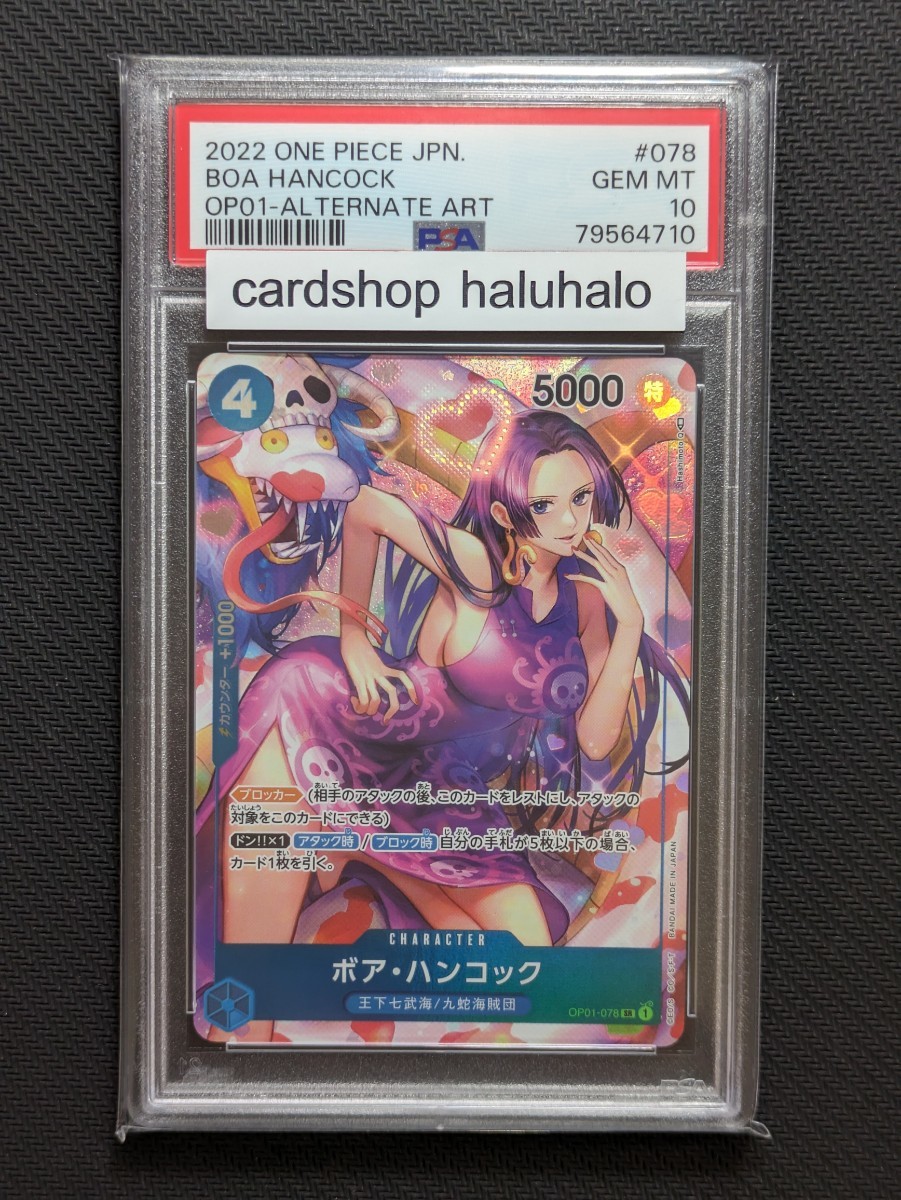 2022 ONE PIECE JPN. #078
BOA HANCOCK GEM MT
OP01-ALTERNATE ART 10
PSA 79564710
cardshop haluhalo
4
5000
特
Hashimoto Q
カウンター +1000
ブロッカー (相手のアタックの後、このカードをレストにし、アタックの
対象をこのカードにできる)
ドン!!×1 アタック時 / ブロック時 自分の手札が5枚以下の場合、
カード1枚を引く。
BANDAI MADE IN JAPAN
CHARACTER
ボア・ハンコック
王下七武海/九蛇海賊団
OP01-078 SR 1